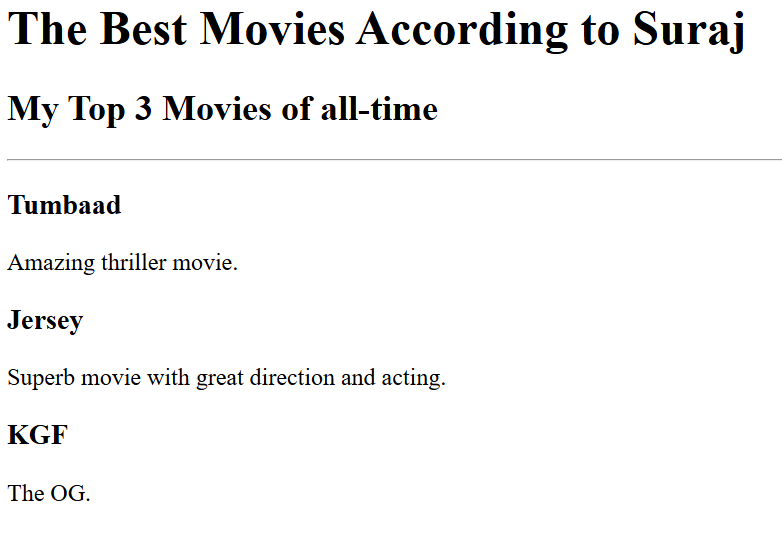 The Best Movies According to Suraj
My Top 3 Movies of all-time
Tumbaad
Amazing thriller movie.
Jersey
Superb movie with great direction and acting.
KGF
The OG.